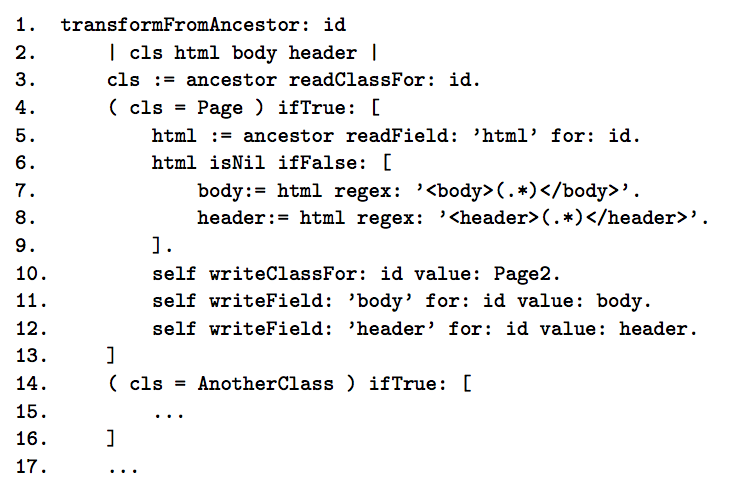 1. transformFromAncestor: id
2. | cls html body header |
3. cls := ancestor readClassFor: id.
4. ( cls = Page ) ifTrue: [
5. html := ancestor readField: ’html’ for: id.
6. html isNil ifFalse: [
7. body:= html regex: ’<body>(.*)</body>’.
8. header:= html regex: ’<header>(.*)</header>’.
9. ].
10. self writeClassFor: id value: Page2.
11. self writeField: ’body’ for: id value: body.
12. self writeField: ’header’ for: id value: header.
13. ]
14. ( cls = AnotherClass ) ifTrue: [
15. ...
16. ]
17. ...